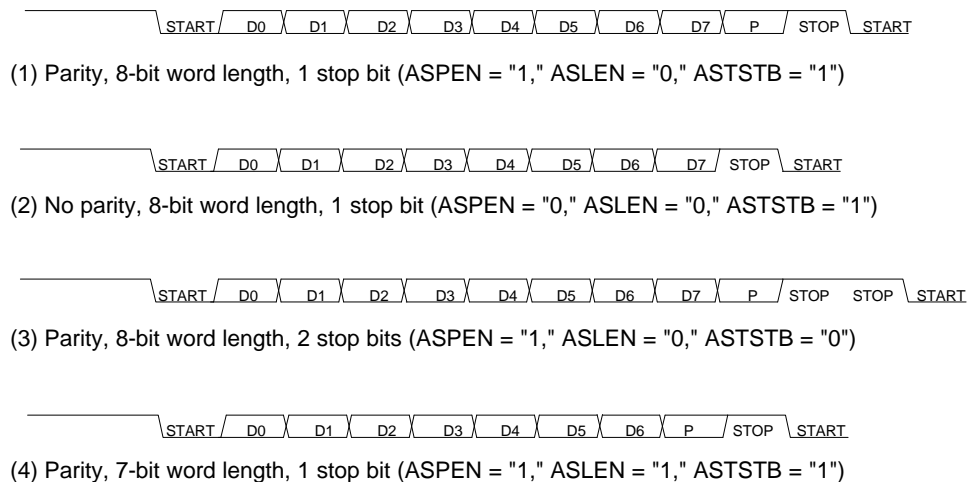 START D0 D1 D2 D3 D4 D5 D6 D7 P STOP START
(1) Parity, 8-bit word length, 1 stop bit (ASPEN = "1," ASLEN = "0," ASTSTB = "1")
START D0 D1 D2 D3 D4 D5 D6 D7 STOP START
(2) No parity, 8-bit word length, 1 stop bit (ASPEN = "0," ASLEN = "0," ASTSTB = "1")
START D0 D1 D2 D3 D4 D5 D6 D7 P STOP STOP START
(3) Parity, 8-bit word length, 2 stop bits (ASPEN = "1," ASLEN = "0," ASTSTB = "0")
START D0 D1 D2 D3 D4 D5 D6 P STOP START
(4) Parity, 7-bit word length, 1 stop bit (ASPEN = "1," ASLEN = "1," ASTSTB = "1")